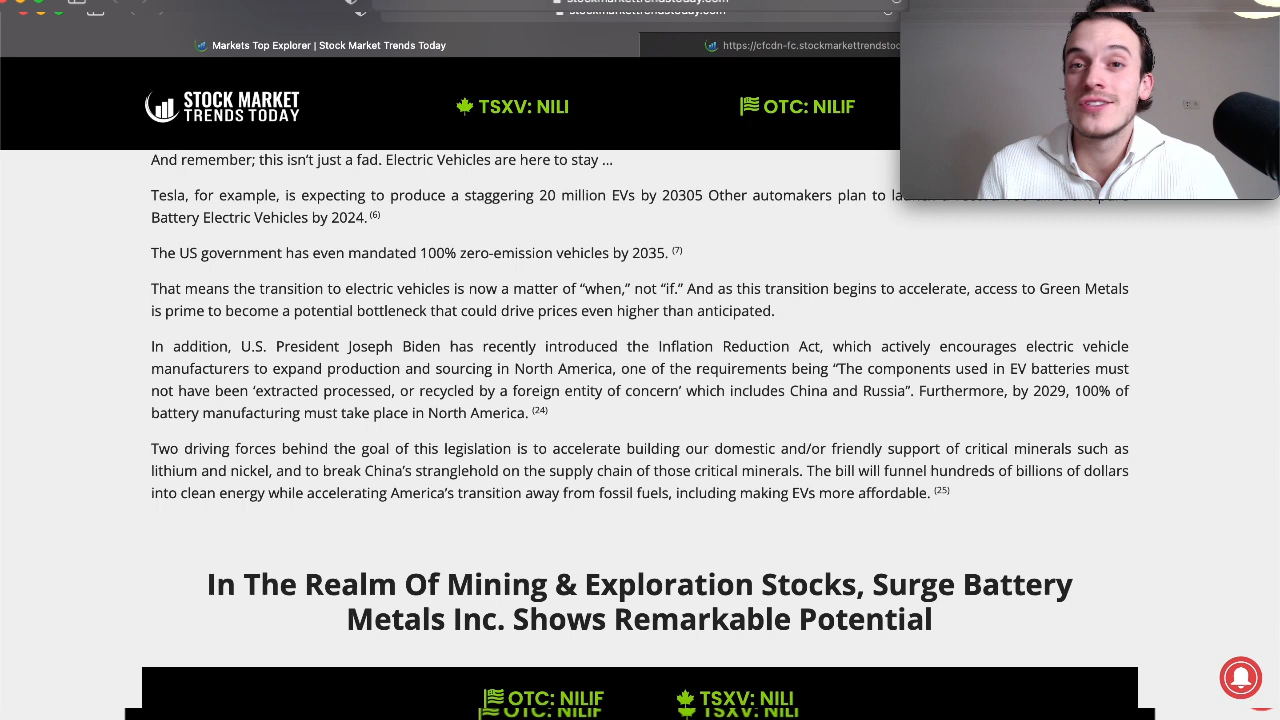 stockmarkettrendstoday.com
stockmarkettrendstoday.com
Markets Top Explorer | Stock Market Trends Today
https://cfcdn-fc.stockmarkettrendstoc
STOCK MARKET
TRENDS TODAY
TSXV: NILI
OTC: NILIF
And remember; this isn’t just a fad. Electric Vehicles are here to stay ...
Tesla, for example, is expecting to produce a staggering 20 million EVs by 20305 Other automakers plan to
Battery Electric Vehicles by 2024. (6)
The US government has even mandated 100% zero-emission vehicles by 2035. (7)
That means the transition to electric vehicles is now a matter of “when,” not “if.” And as this transition begins to accelerate, access to Green Metals
is prime to become a potential bottleneck that could drive prices even higher than anticipated.
In addition, U.S. President Joseph Biden has recently introduced the Inflation Reduction Act, which actively encourages electric vehicle
manufacturers to expand production and sourcing in North America, one of the requirements being “The components used in EV batteries must
not have been ‘extracted processed, or recycled by a foreign entity of concern’ which includes China and Russia”. Furthermore, by 2029, 100% of
battery manufacturing must take place in North America. (24)
Two driving forces behind the goal of this legislation is to accelerate building our domestic and/or friendly support of critical minerals such as
lithium and nickel, and to break China’s stranglehold on the supply chain of those critical minerals. The bill will funnel hundreds of billions of dollars
into clean energy while accelerating America’s transition away from fossil fuels, including making EVs more affordable. (25)
In The Realm Of Mining & Exploration Stocks, Surge Battery
Metals Inc. Shows Remarkable Potential
OTC: NILIF
TSXV: NILI
OTC: NILIF
TSXV: NILI